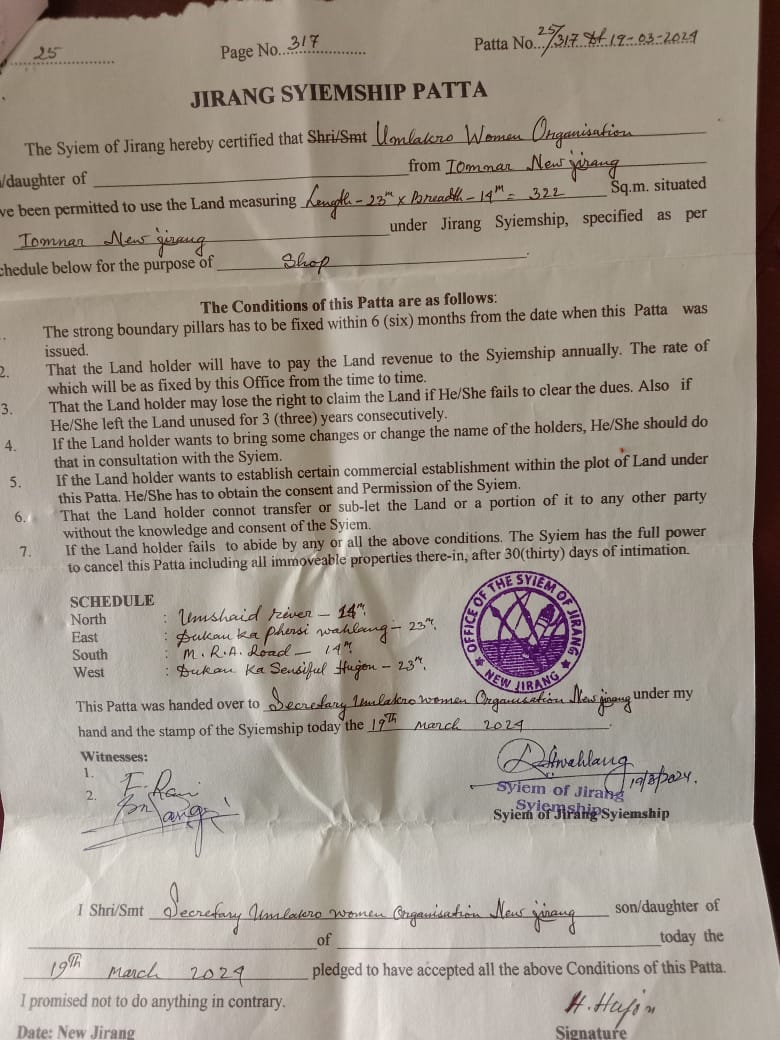 25 Page No. 317 Patta No. 25/317 dt 19-03-2024
JIRANG SYIEMSHIP PATTA
The Syiem of Jirang hereby certified that Shri/Smt Umlakro Women Organisation
/daughter of from Iomnar New jirang
ve been permitted to use the Land measuring Length - 23m x Breadth - 14m = 322 Sq.m. situated
Iomnar New jirang under Jirang Syiemship, specified as per
chedule below for the purpose of Shop
The Conditions of this Patta are as follows:
The strong boundary pillars has to be fixed within 6 (six) months from the date when this Patta was
issued.
2. That the Land holder will have to pay the Land revenue to the Syiemship annually. The rate of
which will be as fixed by this Office from the time to time.
3. That the Land holder may lose the right to claim the Land if He/She fails to clear the dues. Also if
He/She left the Land unused for 3 (three) years consecutively.
4. If the Land holder wants to bring some changes or change the name of the holders, He/She should do
that in consultation with the Syiem.
5. If the Land holder wants to establish certain commercial establishment within the plot of Land under
this Patta. He/She has to obtain the consent and Permission of the Syiem.
6. That the Land holder connot transfer or sub-let the Land or a portion of it to any other party
without the knowledge and consent of the Syiem.
7. If the Land holder fails to abide by any or all the above conditions. The Syiem has the full power
to cancel this Patta including all immoveable properties there-in, after 30(thirty) days of intimation.
SCHEDULE
North : Umshaid river - 14m.
East : Dukan ka phersi wahlang - 23m.
South : M.R.A. Road - 14m
West : Dukan Ka Sensiful Hujon - 23m.
OFFICE OF THE SYIEM OF JIRANG
NEW JIRANG
This Patta was handed over to Secretary Umlakro women Organisation New jirang under my
hand and the stamp of the Syiemship today the 19th March 2024
Witnesses:
1.
2.
19/3/2024.
Syiem of Jirang
Syiemship
Syiem of Jirang Syiemship
I Shri/Smt Secretary Umlakro women Organisation New jirang son/daughter of
of today the
19th March 2024 pledged to have accepted all the above Conditions of this Patta.
I promised not to do anything in contrary.
H. Hujon
Date: New Jirang Signature